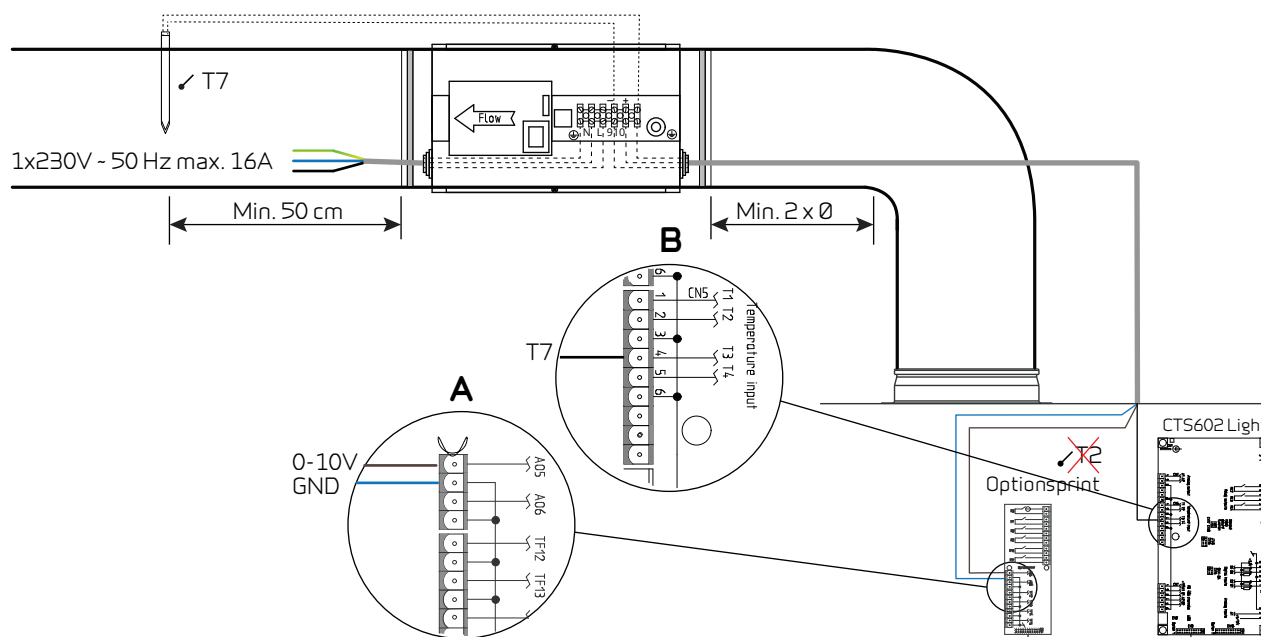 T7
Flow
N L 9 10
- +
1x230V ~ 50 Hz max. 16A
Min. 50 cm
Min. 2 x Ø
B
6
1 CN5 T1
2 T2
3
4 T3
5 T4
6
Temperature input
T7
A
0-10V
GND
A05
A06
TF12
TF13
T2
Optionsprint
CTS602 Ligh